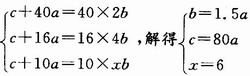 c+40a=40×2b
c+16a=16×4b ,解得
c+10a=10×xb
b=1.5a
c=80a
x=6